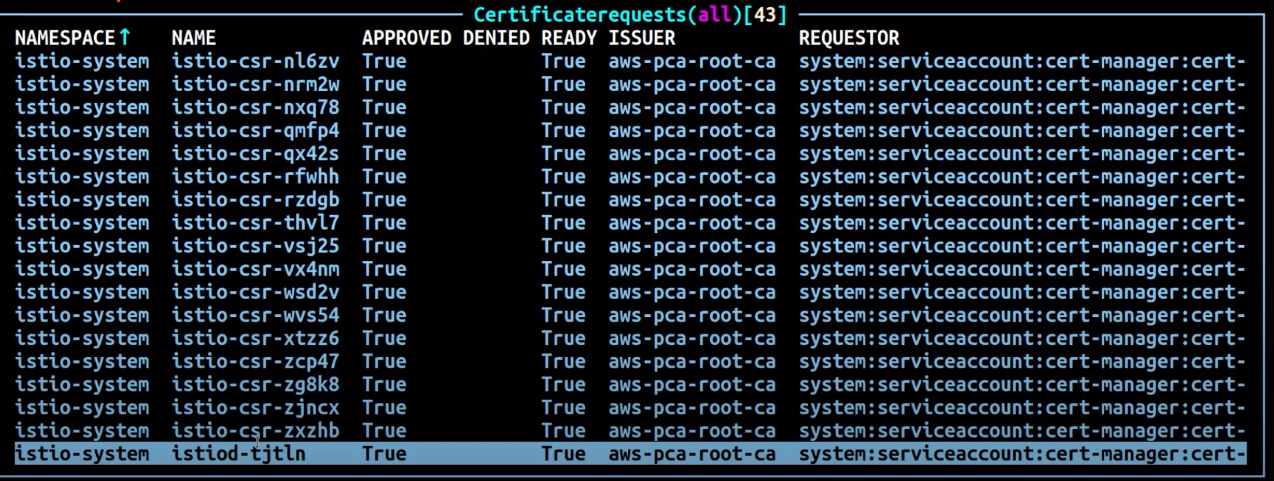 Certificaterequests(all)[43]
NAMESPACE↑ NAME APPROVED DENIED READY ISSUER REQUESTOR
istio-system istio-csr-nl6zv True True aws-pca-root-ca system:serviceaccount:cert-manager:cert-
istio-system istio-csr-nrm2w True True aws-pca-root-ca system:serviceaccount:cert-manager:cert-
istio-system istio-csr-nxq78 True True aws-pca-root-ca system:serviceaccount:cert-manager:cert-
istio-system istio-csr-qmfp4 True True aws-pca-root-ca system:serviceaccount:cert-manager:cert-
istio-system istio-csr-qx42s True True aws-pca-root-ca system:serviceaccount:cert-manager:cert-
istio-system istio-csr-rfwhh True True aws-pca-root-ca system:serviceaccount:cert-manager:cert-
istio-system istio-csr-rzdgb True True aws-pca-root-ca system:serviceaccount:cert-manager:cert-
istio-system istio-csr-thvl7 True True aws-pca-root-ca system:serviceaccount:cert-manager:cert-
istio-system istio-csr-vsj25 True True aws-pca-root-ca system:serviceaccount:cert-manager:cert-
istio-system istio-csr-vx4nm True True aws-pca-root-ca system:serviceaccount:cert-manager:cert-
istio-system istio-csr-wsd2v True True aws-pca-root-ca system:serviceaccount:cert-manager:cert-
istio-system istio-csr-wvs54 True True aws-pca-root-ca system:serviceaccount:cert-manager:cert-
istio-system istio-csr-xtzz6 True True aws-pca-root-ca system:serviceaccount:cert-manager:cert-
istio-system istio-csr-zcp47 True True aws-pca-root-ca system:serviceaccount:cert-manager:cert-
istio-system istio-csr-zg8k8 True True aws-pca-root-ca system:serviceaccount:cert-manager:cert-
istio-system istio-csr-zjncx True True aws-pca-root-ca system:serviceaccount:cert-manager:cert-
istio-system istio-csr-zxzhb True True aws-pca-root-ca system:serviceaccount:cert-manager:cert-
istio-system istiod-tjtln True True aws-pca-root-ca system:serviceaccount:cert-manager:cert-